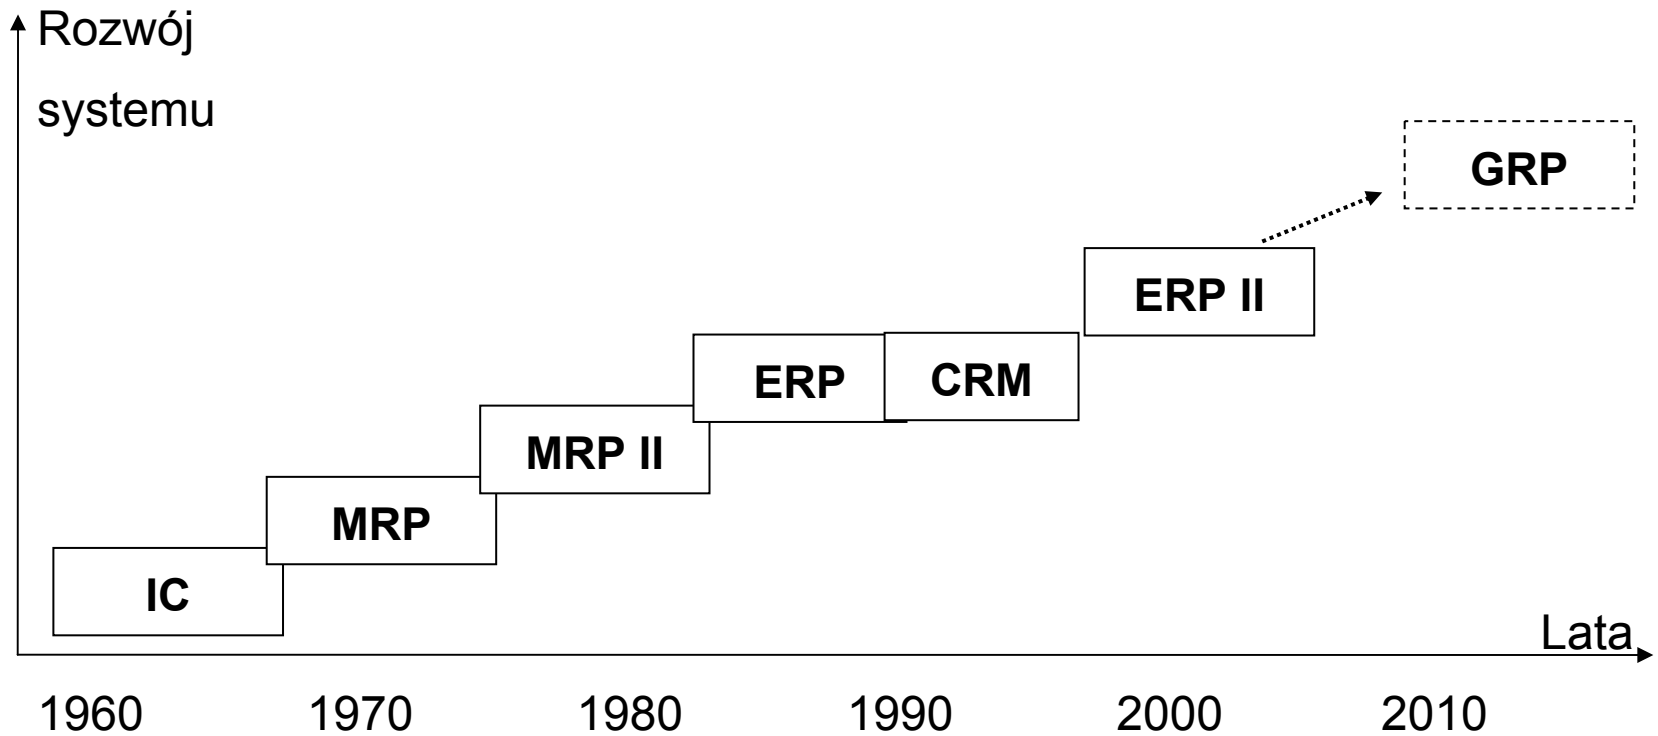 Rozwój
systemu
GRP
ERP II
ERP
CRM
MRP II
MRP
IC
Lata
1960 1970 1980 1990 2000 2010